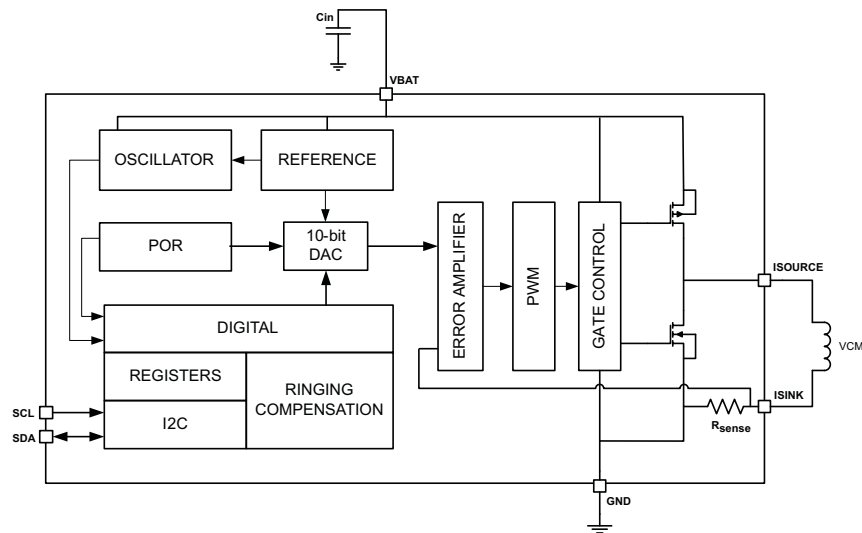 Cin
VBAT
OSCILLATOR
REFERENCE
POR
10-bit
DAC
ERROR AMPLIFIER
PWM
GATE CONTROL
ISOURCE
VCM
DIGITAL
REGISTERS
RINGING
COMPENSATION
I2C
SCL
SDA
ISINK
Rsense
GND